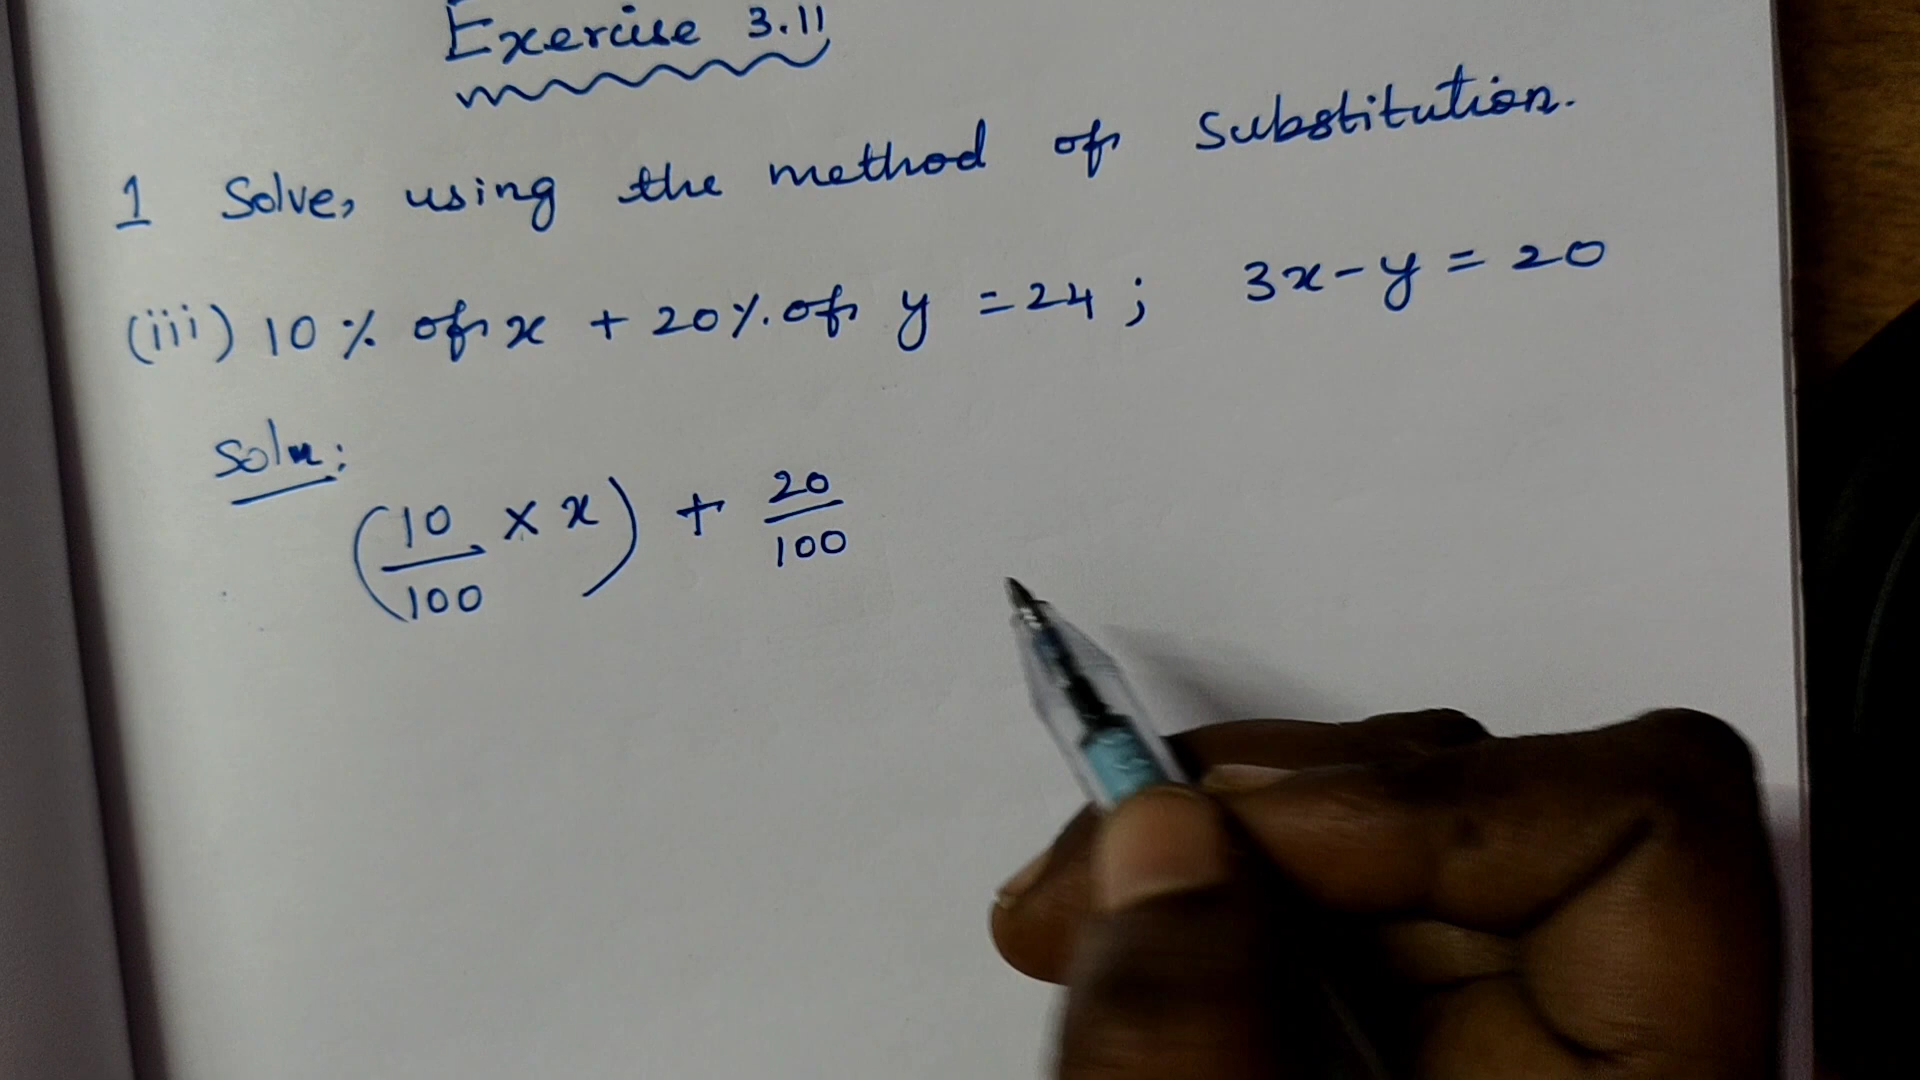 Exercise 3.11
1 Solve, using the method of substitution.
(iii) 10% of x + 20% of y = 24; 3x - y = 20
Soln:
(10/100 × x) + 20/100